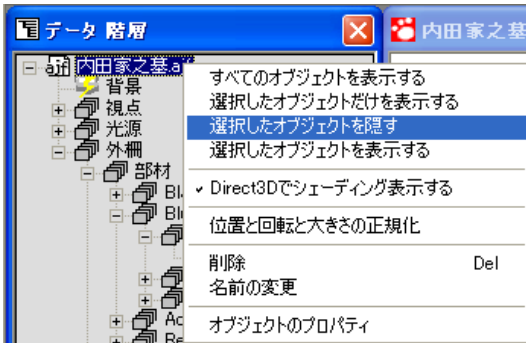 データ 階層
内田家之墓
ajf 内田家之墓.a
背景
視点
光源
外柵
部材
Bl
Bl
Ac
Re
すべてのオブジェクトを表示する
選択したオブジェクトだけを表示する
選択したオブジェクトを隠す
選択したオブジェクトを表示する
Direct3Dでシェーディング表示する
位置と回転と大きさの正規化
削除 Del
名前の変更
オブジェクトのプロパティ